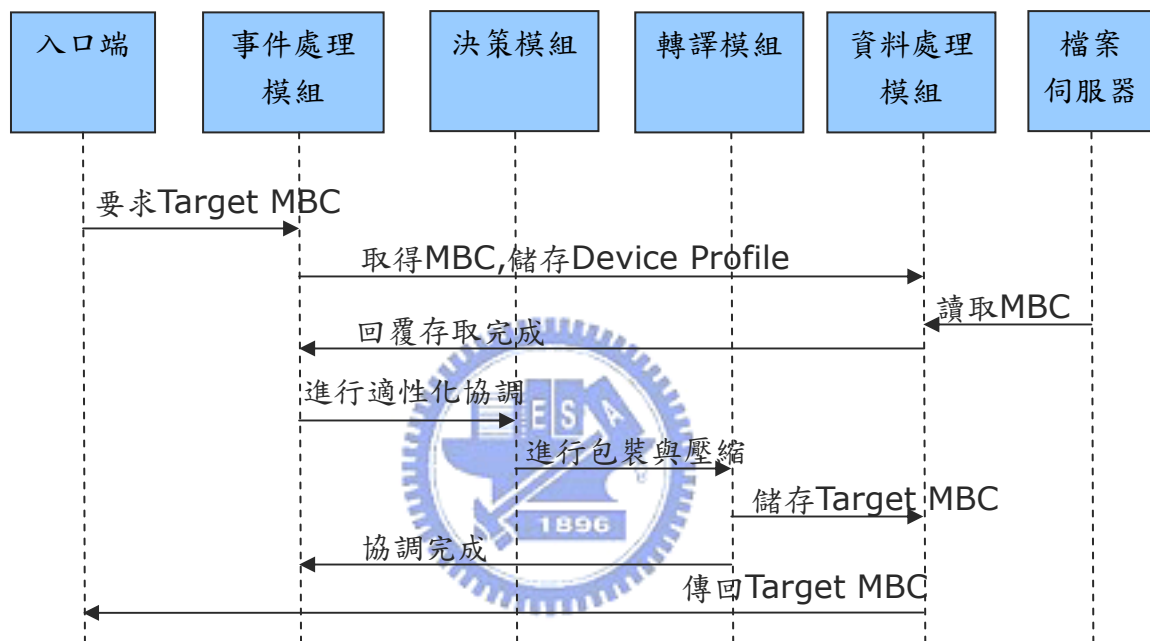 入口端
事件處理
模組
決策模組
轉譯模組
資料處理
模組
檔案
伺服器
要求Target MBC
取得MBC,儲存Device Profile
讀取MBC
回覆存取完成
進行適性化協調
ESA
進行包裝與壓縮
儲存Target MBC
1896
協調完成
傳回Target MBC